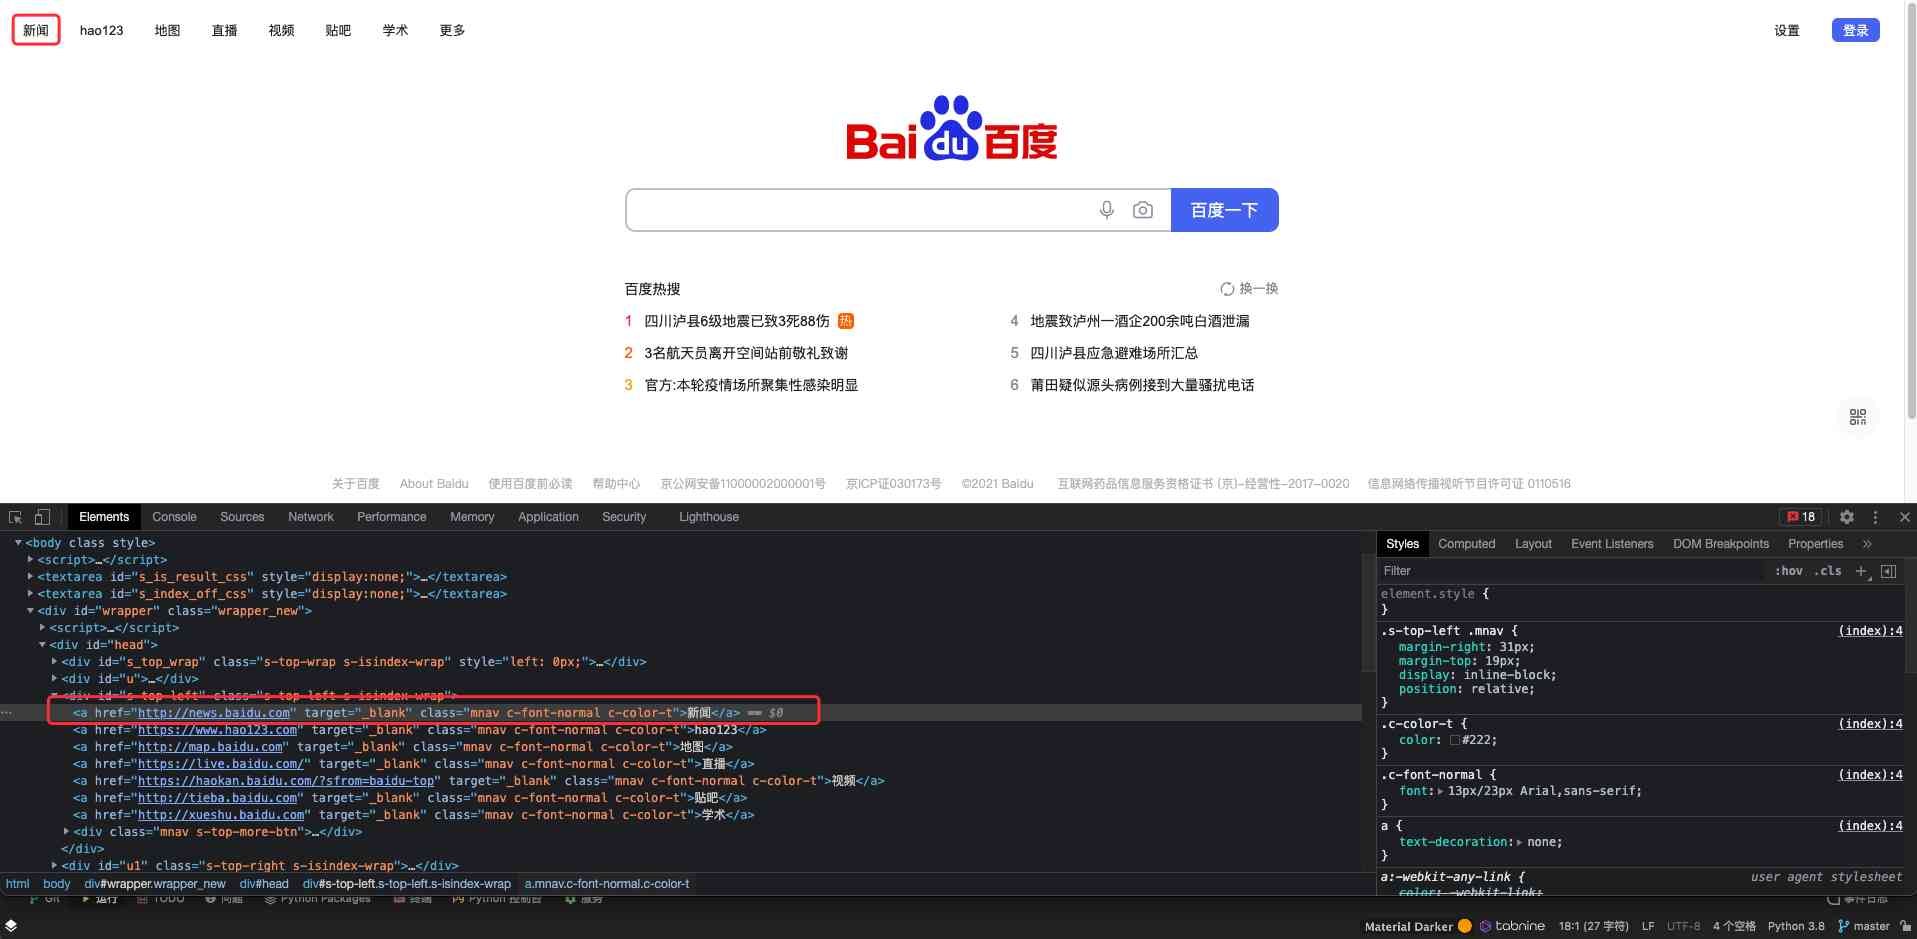 新闻 hao123 地图 直播 视频 贴吧 学术 更多 设置 登录
Bai du 百度
百度一下
百度热搜 换一换
1 四川泸县6级地震已致3死88伤 热 4 地震致泸州一酒企200余吨白酒泄漏
2 3名航天员离开空间站前敬礼致谢 5 四川泸县应急避难场所汇总
3 官方:本轮疫情场所聚集性感染明显 6 莆田疑似源头病例接到大量骚扰电话
关于百度 About Baidu 使用百度前必读 帮助中心 京公网安备11000002000001号 京ICP证030173号 ©2021 Baidu 互联网药品信息服务资格证书 (京)-经营性-2017-0020 信息网络传播视听节目许可证 0110516
Elements Console Sources Network Performance Memory Application Security Lighthouse 18
<body class style>
<script>…</script>
<textarea id="s_is_result_css" style="display:none;">…</textarea>
<textarea id="s_index_off_css" style="display:none;">…</textarea>
<div id="wrapper" class="wrapper_new">
<script>…</script>
<div id="head">
<div id="s_top_wrap" class="s-top-wrap s-isindex-wrap" style="left: 0px;">…</div>
<div id="u">…</div>
<div id="s-top-left" class="s-top-left s-isindex-wrap">
<a href="http://news.baidu.com" target="_blank" class="mnav c-font-normal c-color-t">新闻</a> == $0
<a href="https://www.hao123.com" target="_blank" class="mnav c-font-normal c-color-t">hao123</a>
<a href="http://map.baidu.com" target="_blank" class="mnav c-font-normal c-color-t">地图</a>
<a href="https://live.baidu.com/" target="_blank" class="mnav c-font-normal c-color-t">直播</a>
<a href="https://haokan.baidu.com/?sfrom=baidu-top" target="_blank" class="mnav c-font-normal c-color-t">视频</a>
<a href="http://tieba.baidu.com" target="_blank" class="mnav c-font-normal c-color-t">贴吧</a>
<a href="http://xueshu.baidu.com" target="_blank" class="mnav c-font-normal c-color-t">学术</a>
<div class="mnav s-top-more-btn">…</div>
</div>
<div id="u1" class="s-top-right s-isindex-wrap">…</div>
html body div#wrapper.wrapper_new div#head div#s-top-left.s-top-left.s-isindex-wrap a.mnav.c-font-normal.c-color-t
Styles Computed Layout Event Listeners DOM Breakpoints Properties »
Filter :hov .cls +
element.style {
}
.s-top-left .mnav { (index):4
margin-right: 31px;
margin-top: 19px;
display: inline-block;
position: relative;
}
.c-color-t { (index):4
color: #222;
}
.c-font-normal { (index):4
font: 13px/23px Arial,sans-serif;
}
a { (index):4
text-decoration: none;
}
a:-webkit-any-link { user agent stylesheet
color: -webkit-link;
Git 运行 TODO 问题 Python Packages 终端 Python 控制台 服务 事件日志
Material Darker tabnine 18:1 (27 字符) LF UTF-8 4 个空格 Python 3.8 master